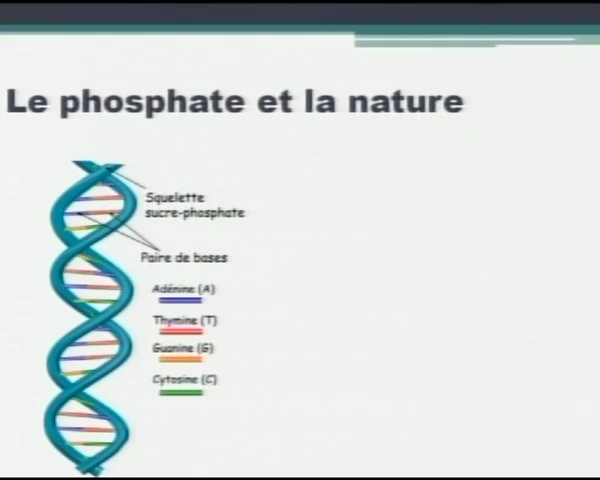 Le phosphate et la nature
Squelette
sucre-phosphate
Paire de bases
Adénine (A)
Thymine (T)
Guanine (G)
Cytosine (C)